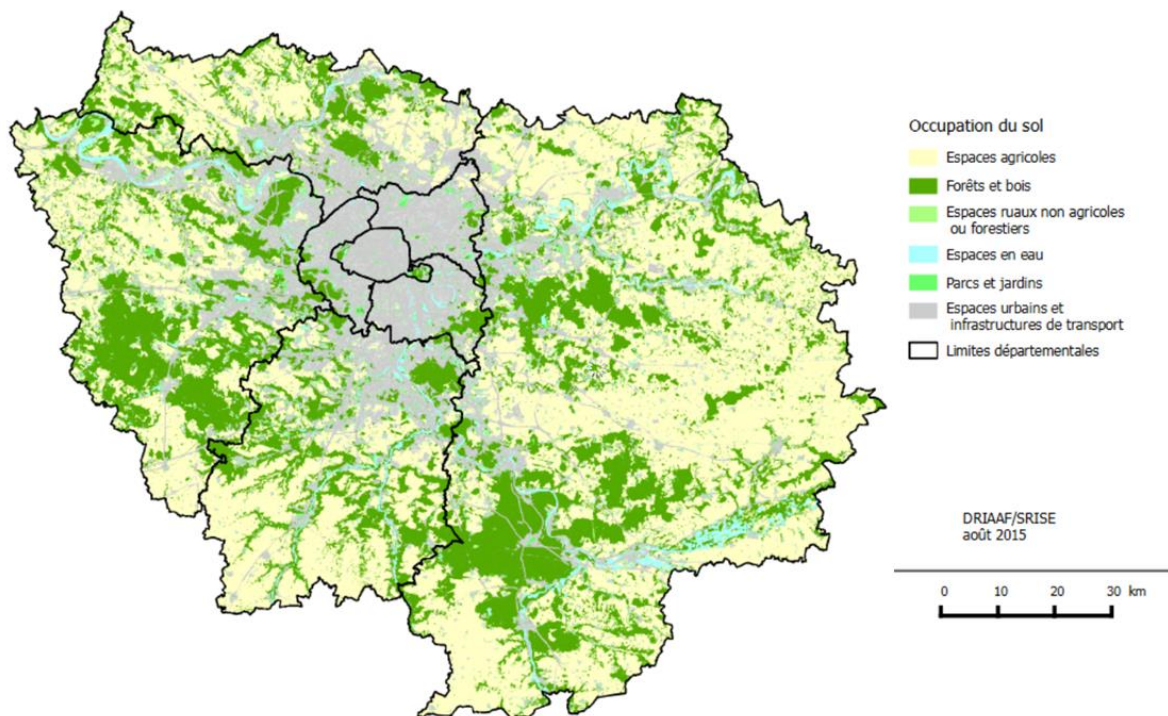 Occupation du sol
Espaces agricoles
Forêts et bois
Espaces ruaux non agricoles
ou forestiers
Espaces en eau
Parcs et jardins
Espaces urbains et
infrastructures de transport
Limites départementales
DRIAAF/SRISE
août 2015
0 10 20 30 km